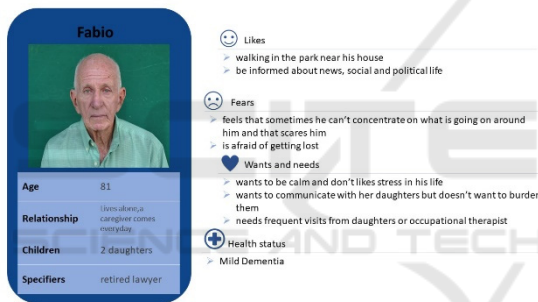 Fabio
Age 81
Relationship Lives alone, a
caregiver comes
everyday
Children 2 daughters
Specifiers retired lawyer
Likes
➢ walking in the park near his house
➢ be informed about news, social and political life
Fears
➢ feels that sometimes he can't concentrate on what is going on around
him and that scares him
➢ is afraid of getting lost
Wants and needs
➢ wants to be calm and don't likes stress in his life
➢ wants to communicate with her daughters but doesn't want to burden
them
➢ needs frequent visits from daughters or occupational therapist
Health status
➢ Mild Dementia
SCITE
SCIENCE AND TECH